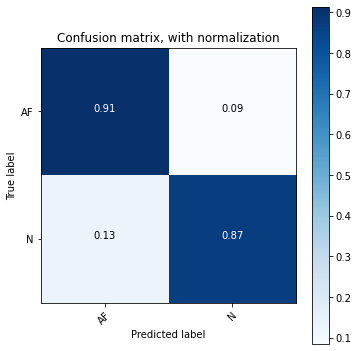 Confusion matrix, with normalization
True label
AF
0.91
0.09
N
0.13
0.87
AF
N
Predicted label
0.9
0.8
0.7
0.6
0.5
0.4
0.3
0.2
0.1